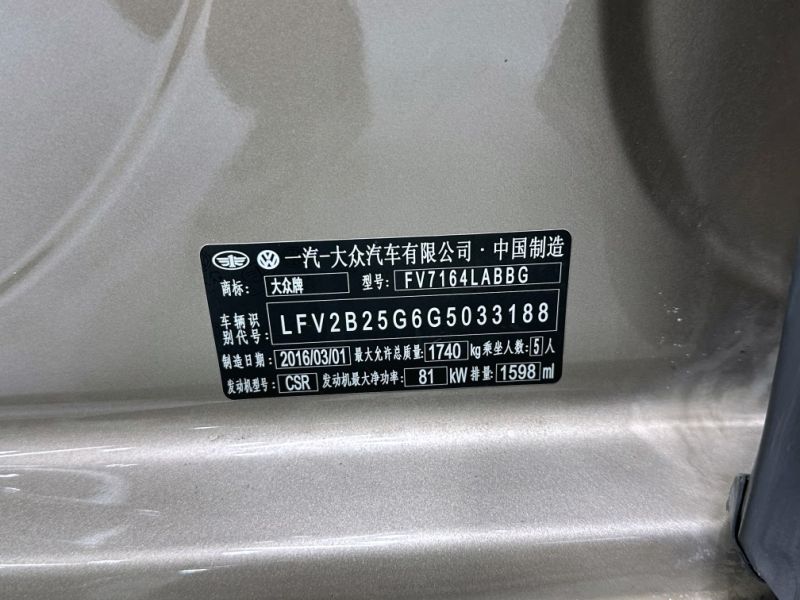 一汽-大众汽车有限公司·中国制造
商标: 大众牌 型号: FV7164LABBG
车辆识别代号: LFV2B25G6G5033188
制造日期: 2016/03/01 最大允许总质量: 1740 kg 乘坐人数: 5 人
发动机型号: CSR 发动机最大净功率: 81 kW 排量: 1598 ml